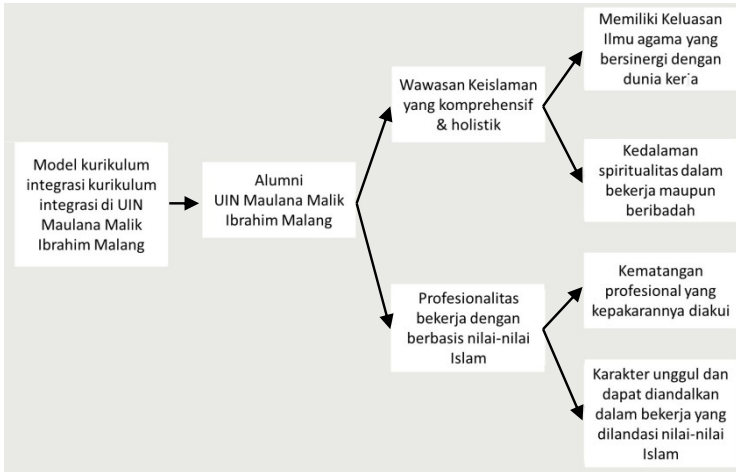 Model kurikulum
integrasi kurikulum
integrasi di UIN
Maulana Malik
Ibrahim Malang
Alumni
UIN Maulana Malik
Ibrahim Malang
Wawasan Keislaman
yang komprehensif
& holistik
Profesionalitas
bekerja dengan
berbasis nilai-nilai
Islam
Memiliki Keluasan
Ilmu agama yang
bersinergi dengan
dunia ker'a
Kedalaman
spiritualitas dalam
bekerja maupun
beribadah
Kematangan
profesional yang
kepakarannya diakui
Karakter unggul dan
dapat diandalkan
dalam bekerja yang
dilandasi nilai-nilai
Islam